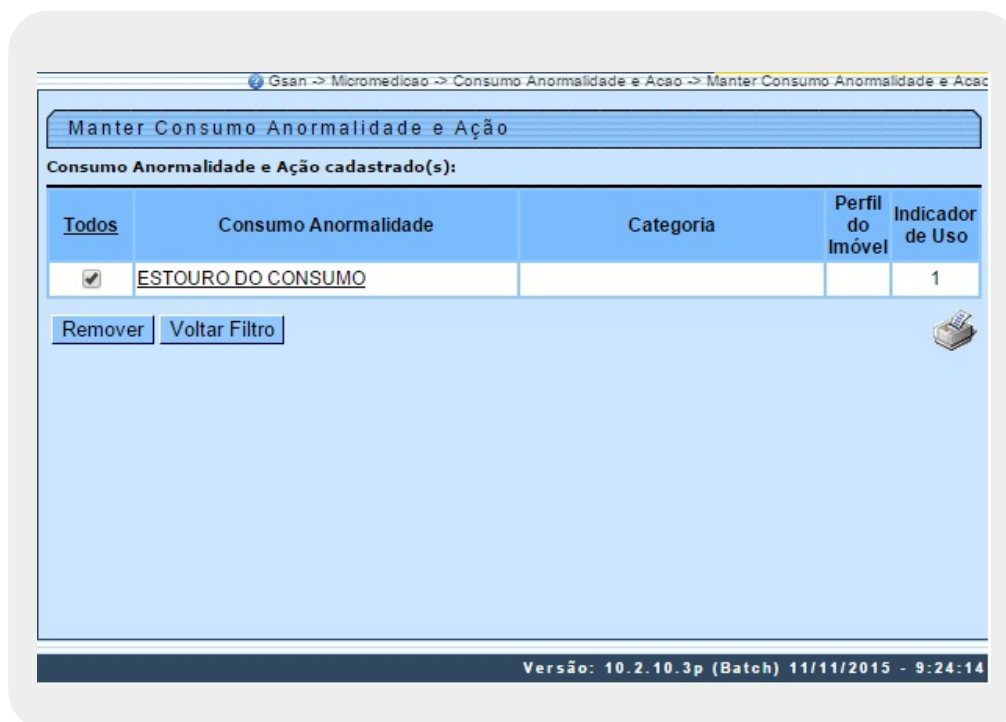 Gsan -> Micromedicao -> Consumo Anormalidade e Acao -> Manter Consumo Anormalidade e Acao
Manter Consumo Anormalidade e Ação
Consumo Anormalidade e Ação cadastrado(s):
Todos Consumo Anormalidade Categoria Perfil do Imóvel Indicador de Uso
ESTOURO DO CONSUMO 1
Remover Voltar Filtro
Versão: 10.2.10.3p (Batch) 11/11/2015 - 9:24:14